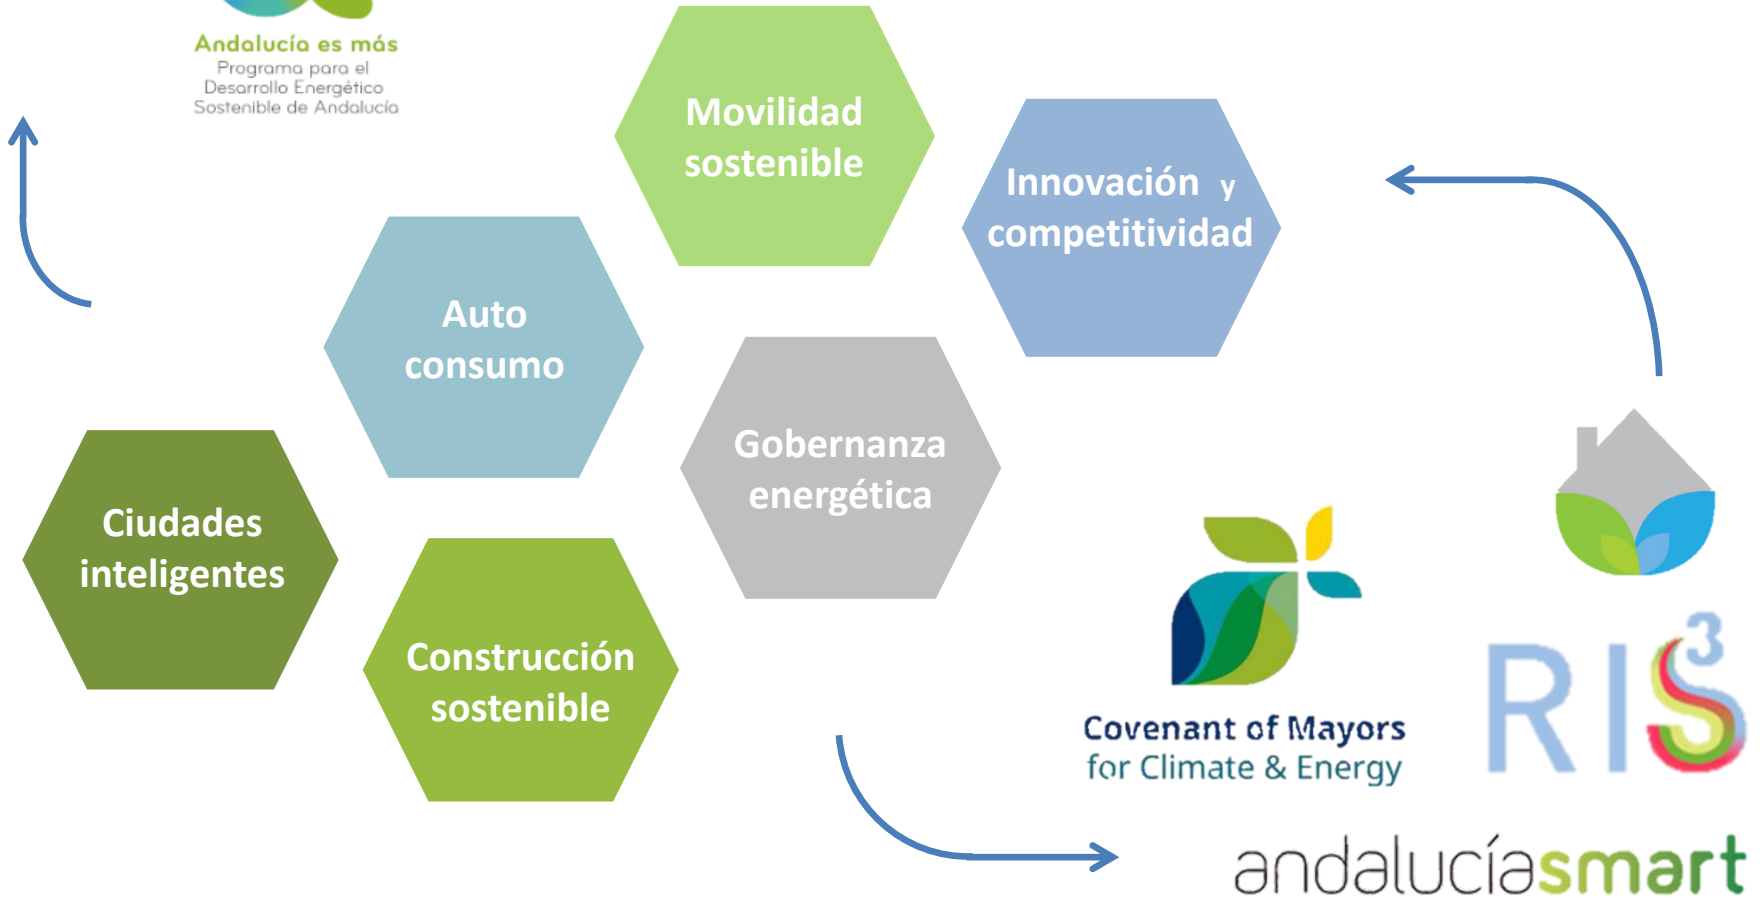 Andalucía es más
Programa para el
Desarrollo Energético
Sostenible de Andalucía
Movilidad
sostenible
Innovación y
competitividad
Auto
consumo
Gobernanza
energética
Ciudades
inteligentes
Construcción
sostenible
Covenant of Mayors
for Climate & Energy
RIS3
andalucíasmart